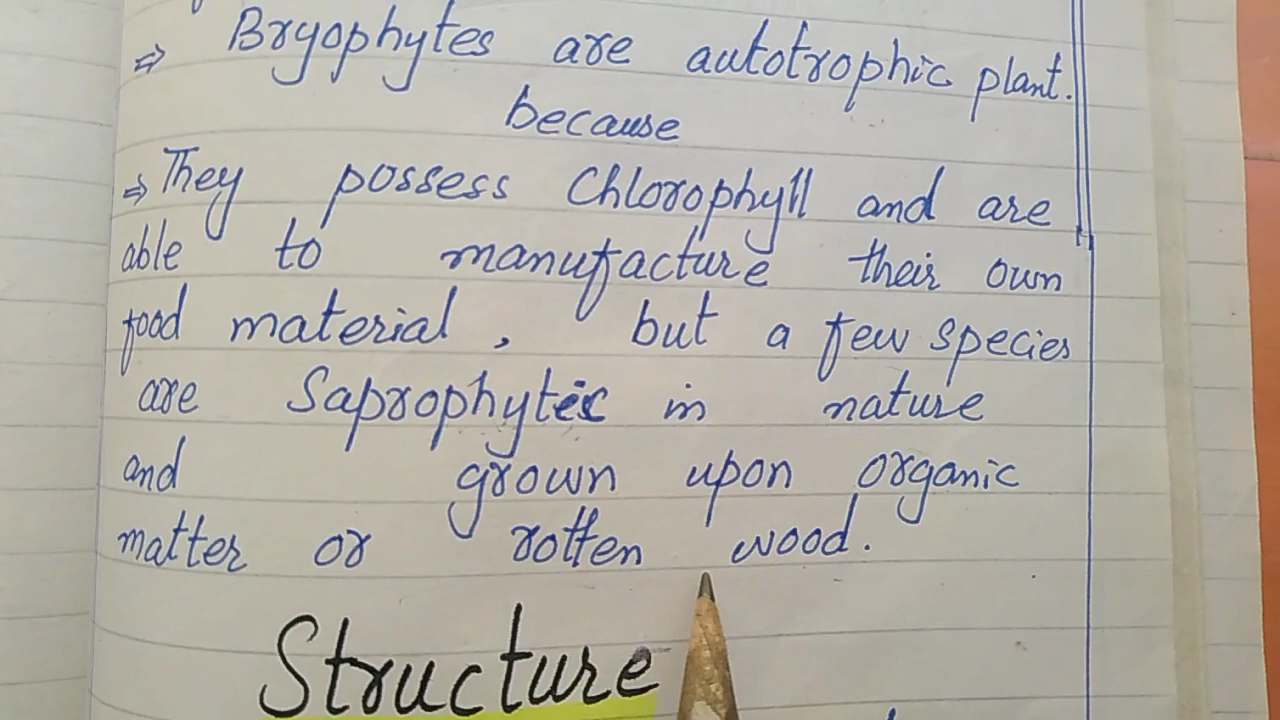 ⇒ Bryophytes are autotrophic plant.
because
⇒ They possess Chlorophyll and are
able to manufacture their own
food material, but a few species
are Saprophytic in nature
and grown upon organic
matter or rotten wood.
Structure